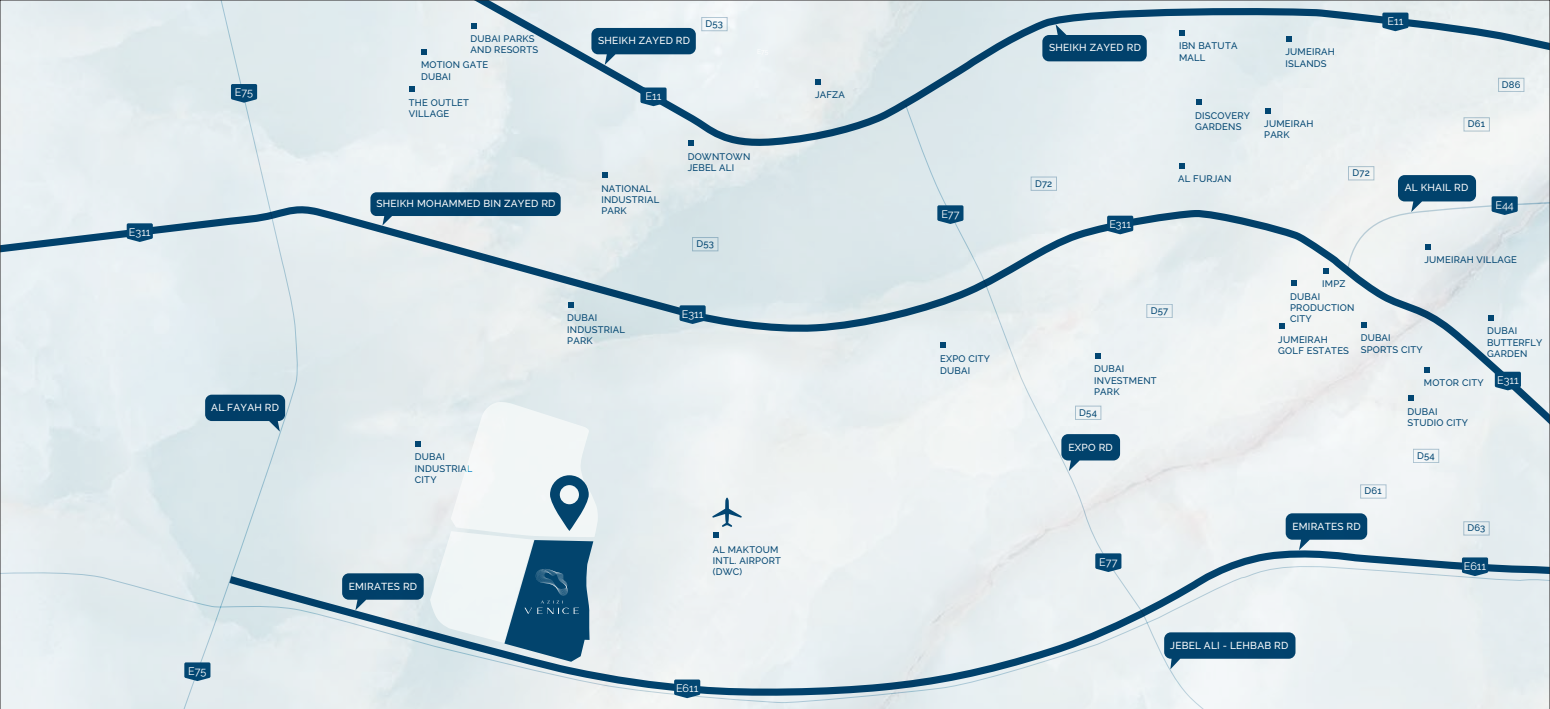 DUBAI PARKS
AND RESORTS
MOTION GATE
DUBAI
THE OUTLET
VILLAGE
SHEIKH ZAYED RD
D53
E11
E75
JAFZA
SHEIKH ZAYED RD
IBN BATUTA
MALL
JUMEIRAH
ISLANDS
E11
D86
DISCOVERY
GARDENS
JUMEIRAH
PARK
D61
DOWNTOWN
JEBEL ALI
NATIONAL
INDUSTRIAL
PARK
SHEIKH MOHAMMED BIN ZAYED RD
E311
D53
E77
D72
AL FURJAN
D72
AL KHAIL RD
E44
E311
JUMEIRAH VILLAGE
IMPZ
DUBAI
PRODUCTION
CITY
JUMEIRAH
GOLF ESTATES
DUBAI
SPORTS CITY
DUBAI
BUTTERFLY
GARDEN
E311
DUBAI
INDUSTRIAL
PARK
D57
EXPO CITY
DUBAI
DUBAI
INVESTMENT
PARK
MOTOR CITY
E311
DUBAI
STUDIO CITY
AL FAYAH RD
D54
EXPO RD
D54
DUBAI
INDUSTRIAL
CITY
D61
EMIRATES RD
D63
AL MAKTOUM
INTL. AIRPORT
(DWC)
E77
E611
EMIRATES RD
AZIZI
VENICE
JEBEL ALI - LEHBAB RD
E75
E611